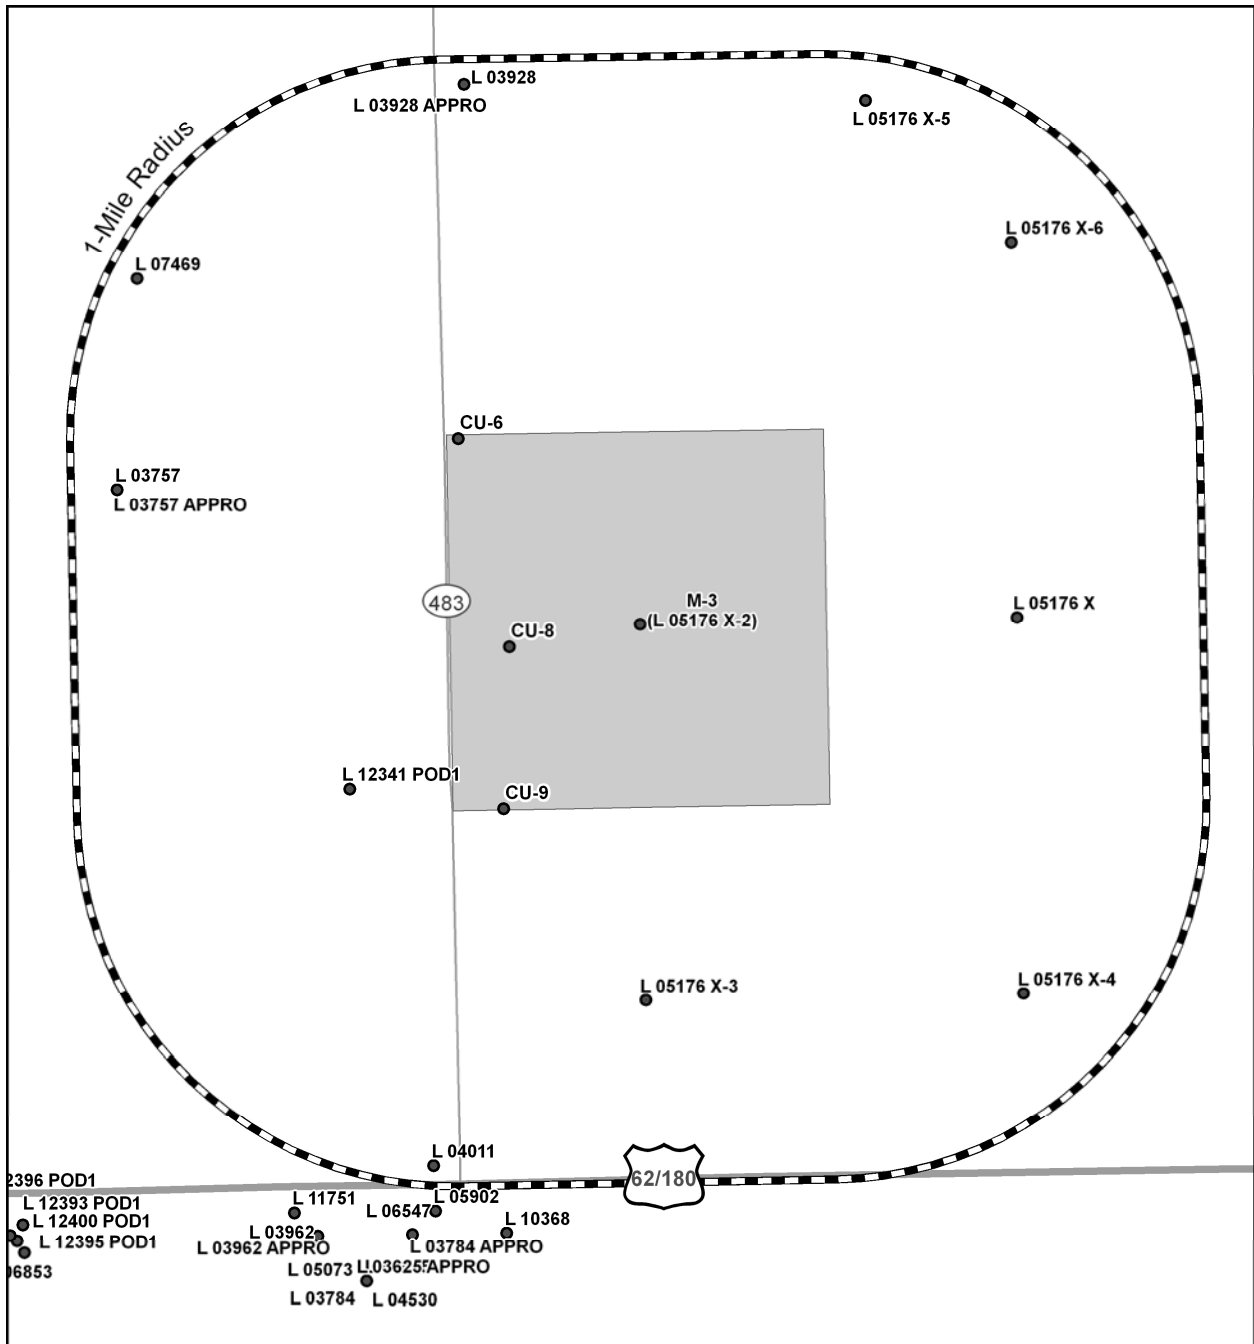 L 03928
L 03928 APPRO
L 05176 X-5
1-Mile Radius
L 05176 X-6
L 07469
CU-6
L 03757
L 03757 APPRO
483
M-3
(L 05176 X-2)
L 05176 X
CU-8
L 12341 POD1
CU-9
L 05176 X-3
L 05176 X-4
L 04011
62/180
2396 POD1
L 12393 POD1
L 11751
L 05902
L 06547
L 12400 POD1
L 10368
L 03962
L 12395 POD1
L 03962 APPRO
L 03784 APPRO
06853
L 05073
APPRO
L 03784
L 04530